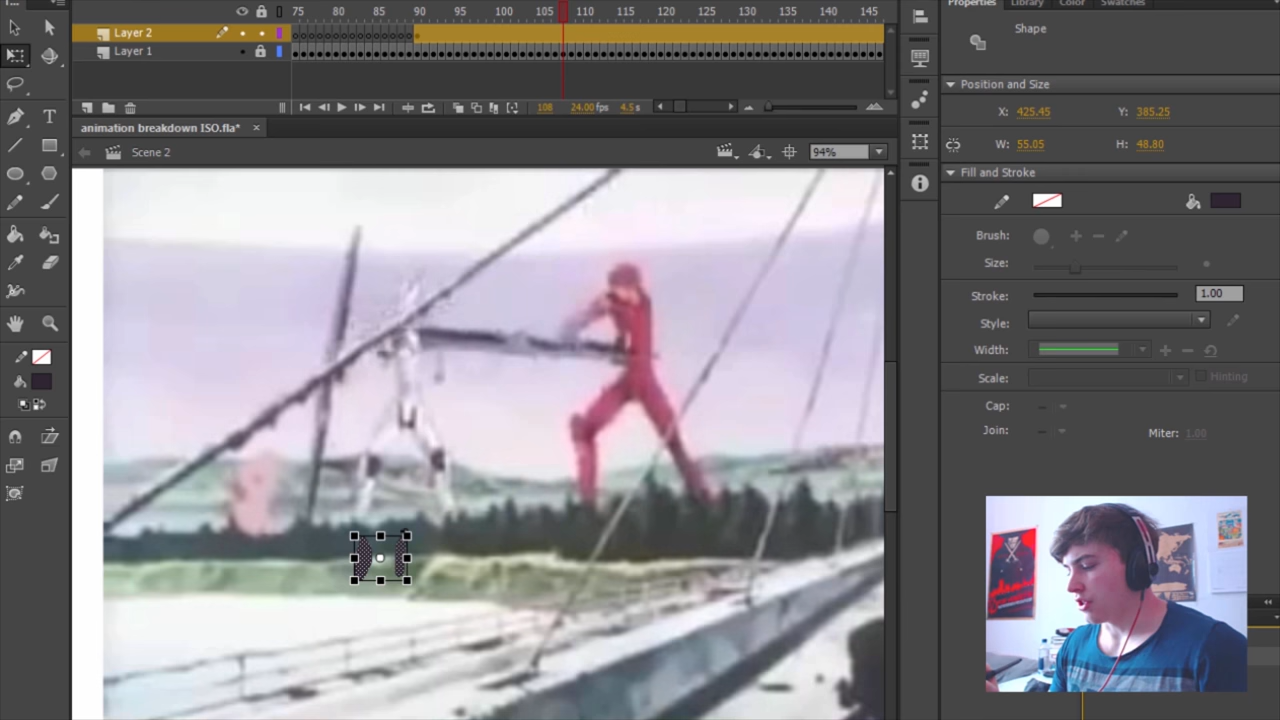 75 80 85 90 95 100 105 110 115 120 125 130 135 140 145
Properties Library Color Swatches
Layer 2
Shape
Layer 1
Position and Size
108 24.00 fps 4.5 s
X: 425.45 Y: 385.25
animation breakdown ISO.fla* ×
W: 55.05 H: 48.80
Scene 2 94%
Fill and Stroke
Brush:
Size:
Stroke: 1.00
Style:
Width:
Scale: Hinting
Cap:
Join: Miter: 1.00